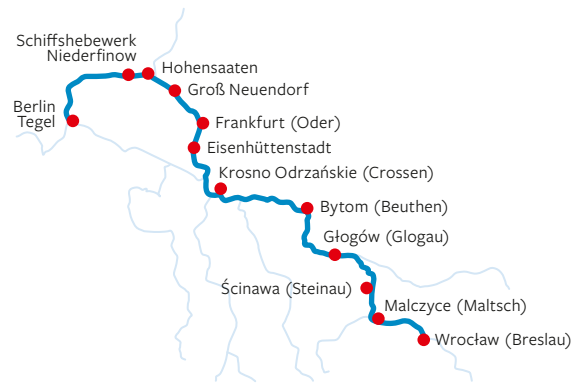 Schiffshebewerk
Niederfinow
Hohensaaten
Groß Neuendorf
Berlin
Tegel
Frankfurt (Oder)
Eisenhüttenstadt
Krosno Odrzańskie (Crossen)
Bytom (Beuthen)
Głogów (Glogau)
Ścinawa (Steinau)
Malczyce (Maltsch)
Wrocław (Breslau)